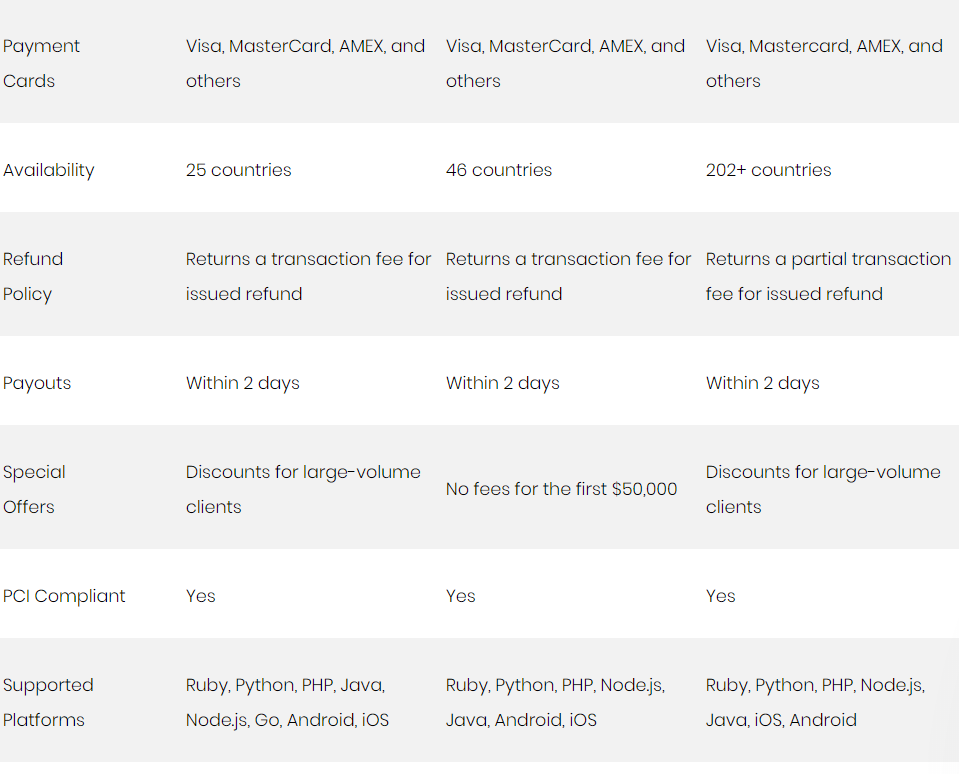 Payment Cards Visa, MasterCard, AMEX, and others Visa, MasterCard, AMEX, and others Visa, Mastercard, AMEX, and others
Availability 25 countries 46 countries 202+ countries
Refund Policy Returns a transaction fee for issued refund Returns a transaction fee for issued refund Returns a partial transaction fee for issued refund
Payouts Within 2 days Within 2 days Within 2 days
Special Offers Discounts for large-volume clients No fees for the first $50,000 Discounts for large-volume clients
PCI Compliant Yes Yes Yes
Supported Platforms Ruby, Python, PHP, Java, Node.js, Go, Android, iOS Ruby, Python, PHP, Node.js, Java, Android, iOS Ruby, Python, PHP, Node.js, Java, iOS, Android